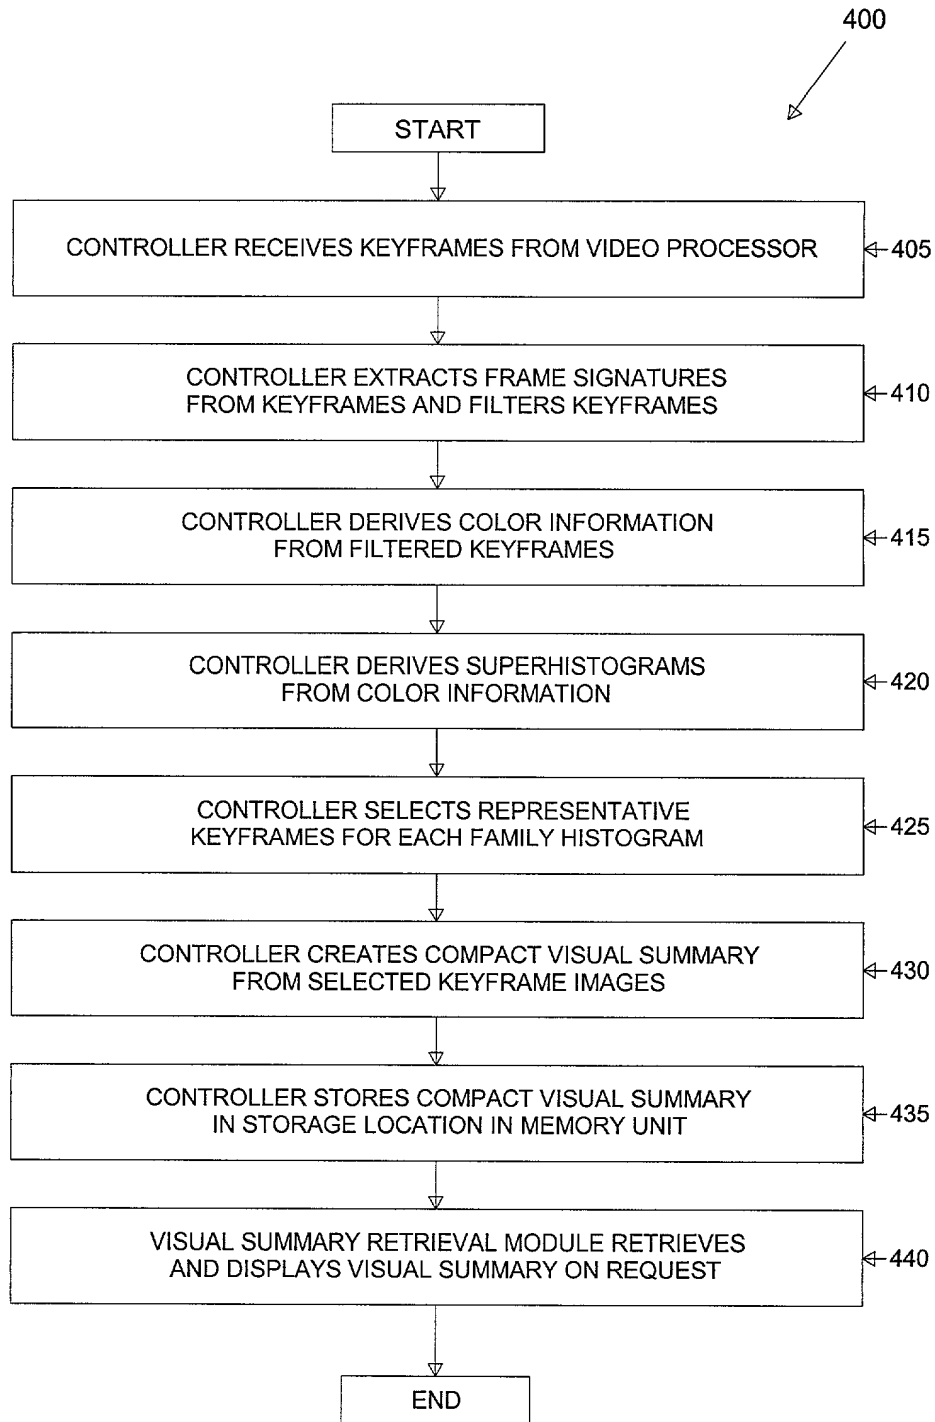 400
START
CONTROLLER RECEIVES KEYFRAMES FROM VIDEO PROCESSOR
405
CONTROLLER EXTRACTS FRAME SIGNATURES
FROM KEYFRAMES AND FILTERS KEYFRAMES
410
CONTROLLER DERIVES COLOR INFORMATION
FROM FILTERED KEYFRAMES
415
CONTROLLER DERIVES SUPERHISTOGRAMS
FROM COLOR INFORMATION
420
CONTROLLER SELECTS REPRESENTATIVE
KEYFRAMES FOR EACH FAMILY HISTOGRAM
425
CONTROLLER CREATES COMPACT VISUAL SUMMARY
FROM SELECTED KEYFRAME IMAGES
430
CONTROLLER STORES COMPACT VISUAL SUMMARY
IN STORAGE LOCATION IN MEMORY UNIT
435
VISUAL SUMMARY RETRIEVAL MODULE RETRIEVES
AND DISPLAYS VISUAL SUMMARY ON REQUEST
440
END